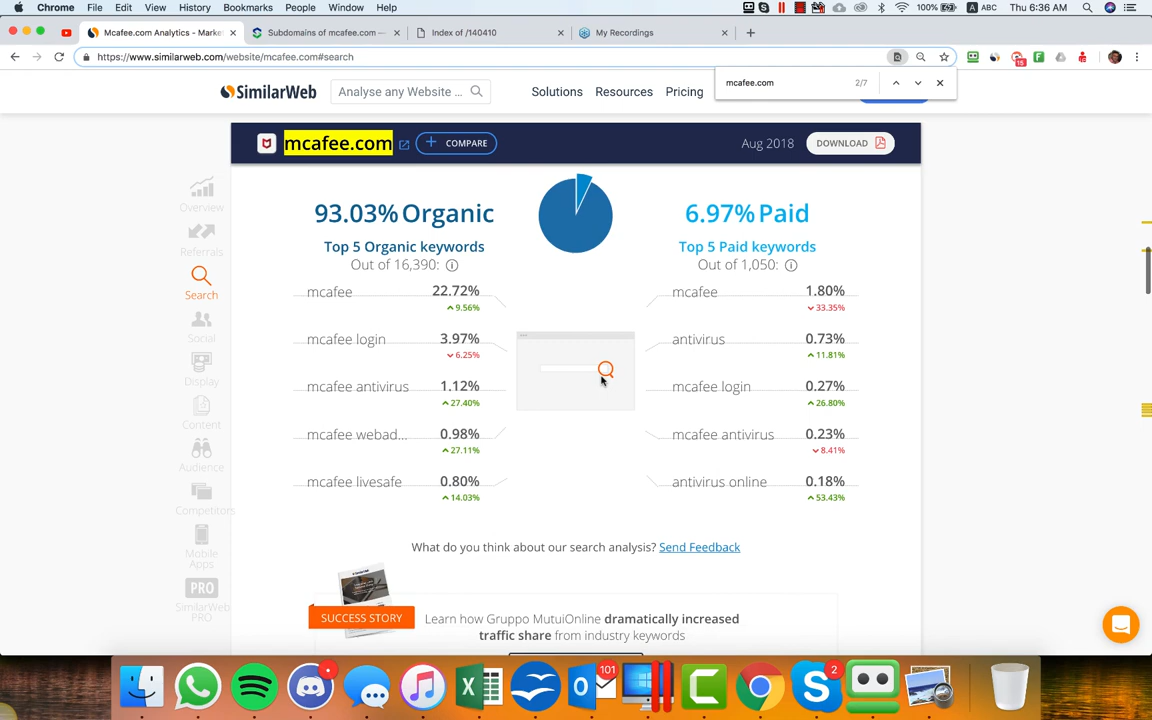 Chrome File Edit View History Bookmarks People Window Help 100% ABC Thu 6:36 AM
Mcafee.com Analytics - Marke
Subdomains of mcafee.com —
Index of /140410
My Recordings
https://www.similarweb.com/website/mcafee.com#search
15
mcafee.com 2/7
SimilarWeb
Analyse any Website ...
Solutions Resources Pricing
mcafee.com
COMPARE
Aug 2018
DOWNLOAD
Overview
Referrals
Search
Social
Display
Content
Audience
Competitors
Mobile
Apps
PRO
SimilarWeb
PRO
93.03% Organic
Top 5 Organic keywords
Out of 16,390:
mcafee 22.72%
9.56%
mcafee login 3.97%
6.25%
mcafee antivirus 1.12%
27.40%
mcafee webad... 0.98%
27.11%
mcafee livesafe 0.80%
14.03%
6.97% Paid
Top 5 Paid keywords
Out of 1,050:
mcafee 1.80%
33.35%
antivirus 0.73%
11.81%
mcafee login 0.27%
26.80%
mcafee antivirus 0.23%
8.41%
antivirus online 0.18%
53.43%
What do you think about our search analysis? Send Feedback
SUCCESS STORY
Learn how Gruppo MutuiOnline dramatically increased
traffic share from industry keywords
101
2